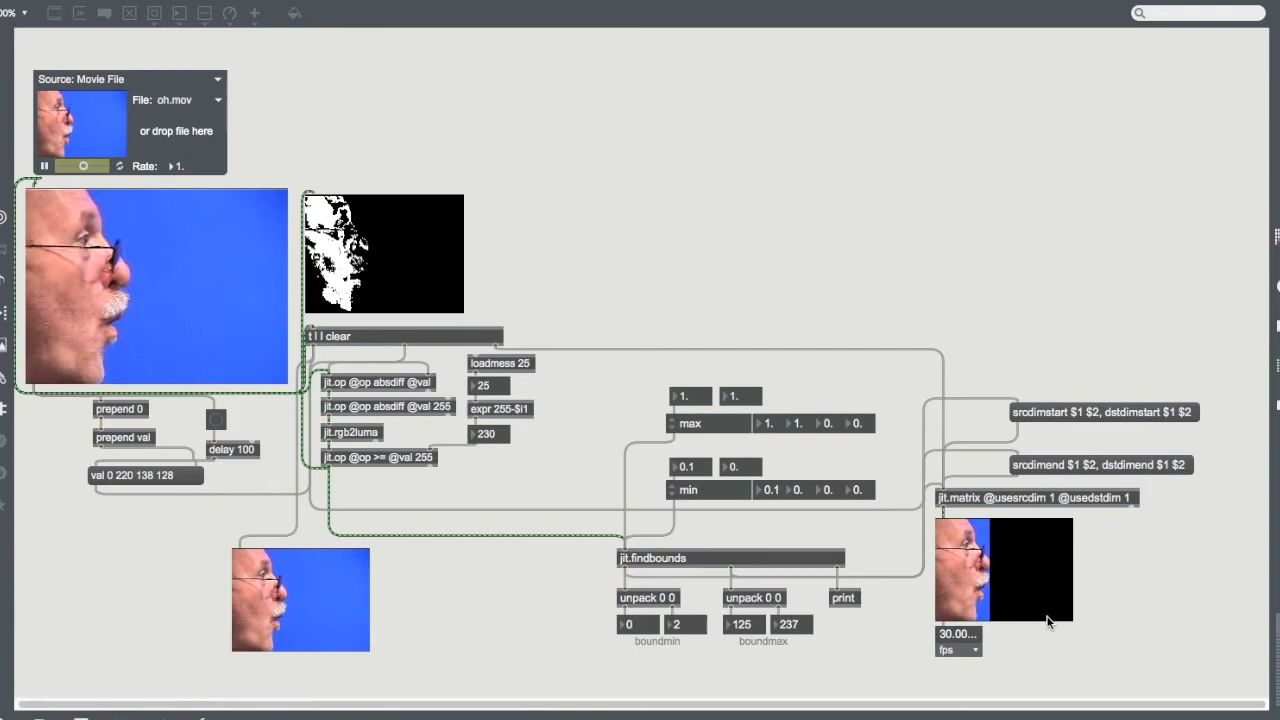 00%
Source: Movie File
File: oh.mov
or drop file here
Rate: 1.
t l l clear
loadmess 25
jit.op @op absdiff @val
25
jit.op @op absdiff @val 255
expr 255-$i1
jit.rgb2luma
230
jit.op @op >= @val 255
prepend 0
prepend val
delay 100
val 0 220 138 128
1. 1.
max 1. 1. 0. 0.
0.1 0.
min 0.1 0. 0. 0.
srcdimstart $1 $2, dstdimstart $1 $2
srcdimend $1 $2, dstdimend $1 $2
jit.matrix @usesrcdim 1 @usedstdim 1
jit.findbounds
unpack 0 0 unpack 0 0 print
0 2 125 237
boundmin boundmax
30.00...
fps